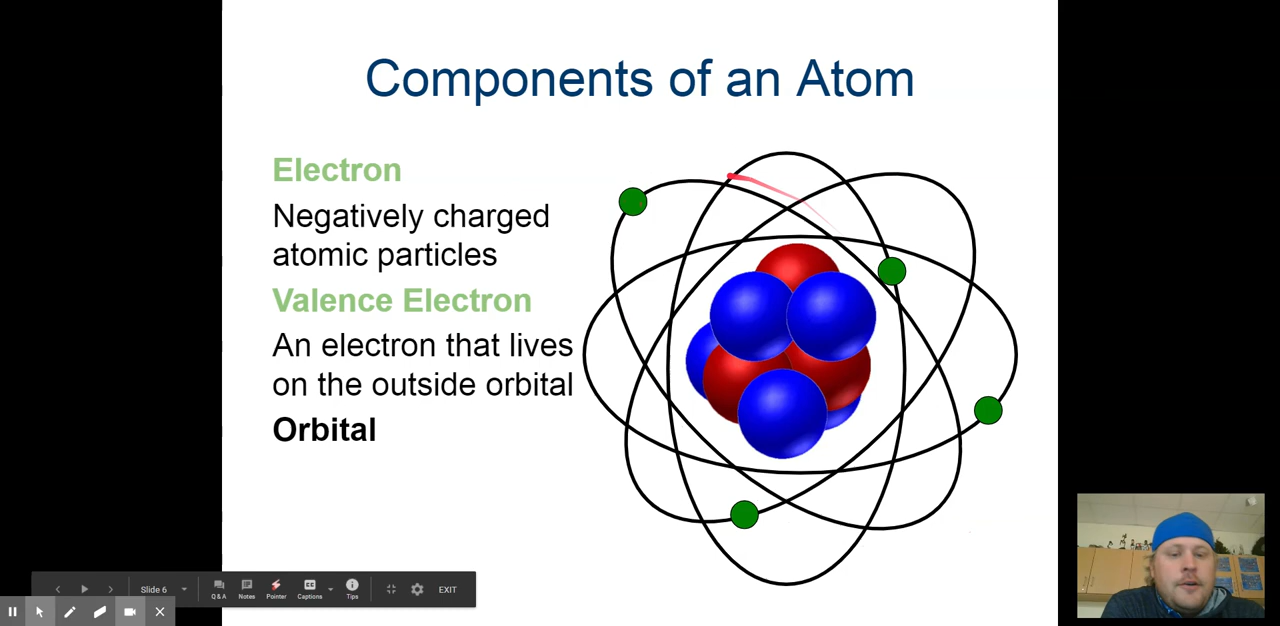 Components of an Atom
Electron
Negatively charged
atomic particles
Valence Electron
An electron that lives
on the outside orbital
Orbital
Slide 6
Q & A
Notes
Pointer
Captions
Tips
EXIT
CC